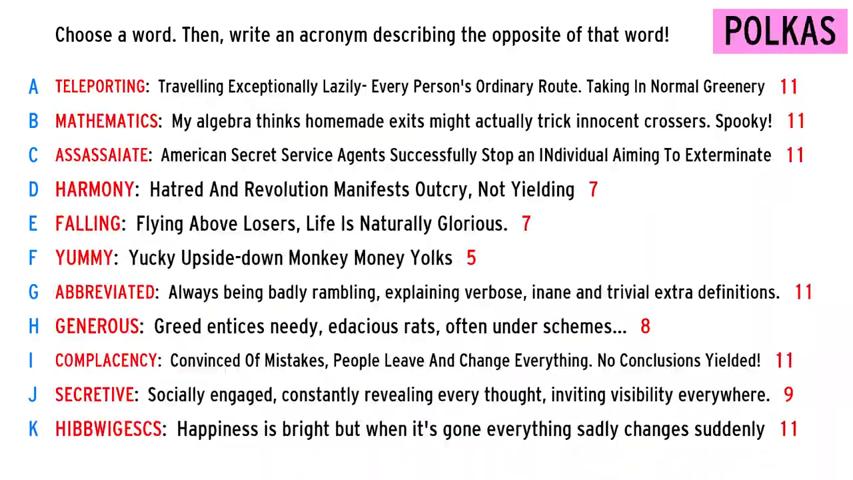 Choose a word. Then, write an acronym describing the opposite of that word!
POLKAS
A TELEPORTING: Travelling Exceptionally Lazily- Every Person's Ordinary Route. Taking In Normal Greenery 11
B MATHEMATICS: My algebra thinks homemade exits might actually trick innocent crossers. Spooky! 11
C ASSASSAIATE: American Secret Service Agents Successfully Stop an INdividual Aiming To Exterminate 11
D HARMONY: Hatred And Revolution Manifests Outcry, Not Yielding 7
E FALLING: Flying Above Losers, Life Is Naturally Glorious. 7
F YUMMY: Yucky Upside-down Monkey Money Yolks 5
G ABBREVIATED: Always being badly rambling, explaining verbose, inane and trivial extra definitions. 11
H GENEROUS: Greed entices needy, edacious rats, often under schemes... 8
I COMPLACENCY: Convinced Of Mistakes, People Leave And Change Everything. No Conclusions Yielded! 11
J SECRETIVE: Socially engaged, constantly revealing every thought, inviting visibility everywhere. 9
K HIBBWIGESCS: Happiness is bright but when it's gone everything sadly changes suddenly 11